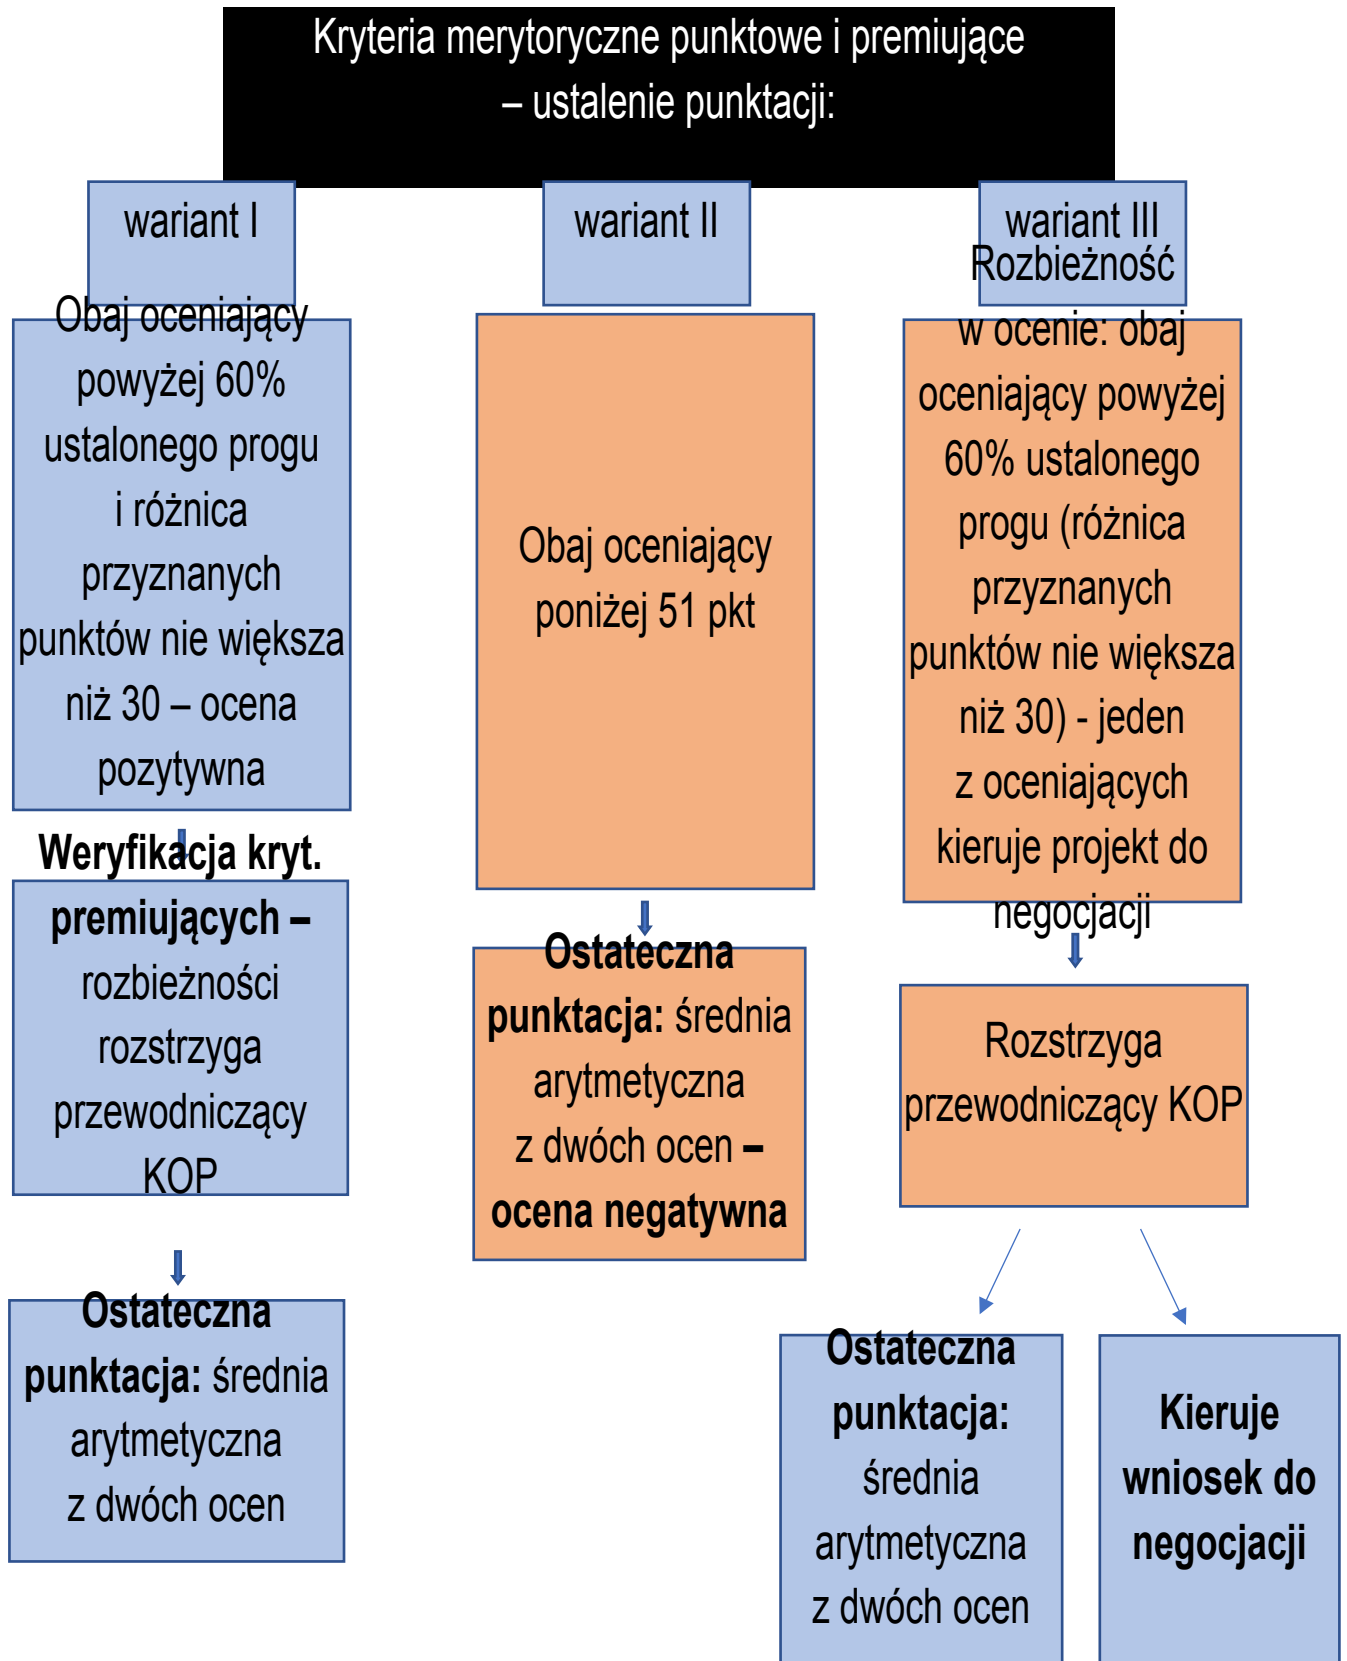 Kryteria merytoryczne punktowe i premiujące
– ustalenie punktacji:
wariant I
Obaj oceniający
powyżej 60%
ustalonego progu
i różnica
przyznanych
punktów nie większa
niż 30 – ocena
pozytywna
Weryfikacja kryt.
premiujących –
rozbieżności
rozstrzyga
przewodniczący
KOP
Ostateczna
punktacja: średnia
arytmetyczna
z dwóch ocen
wariant II
Obaj oceniający
poniżej 51 pkt
Ostateczna
punktacja: średnia
arytmetyczna
z dwóch ocen –
ocena negatywna
wariant III
Rozbieżność
w ocenie: obaj
oceniający powyżej
60% ustalonego
progu (różnica
przyznanych
punktów nie większa
niż 30) - jeden
z oceniających
kieruje projekt do
negocjacji
Rozstrzyga
przewodniczący KOP
Ostateczna
punktacja:
średnia
arytmetyczna
z dwóch ocen
Kieruje
wniosek do
negocjacji